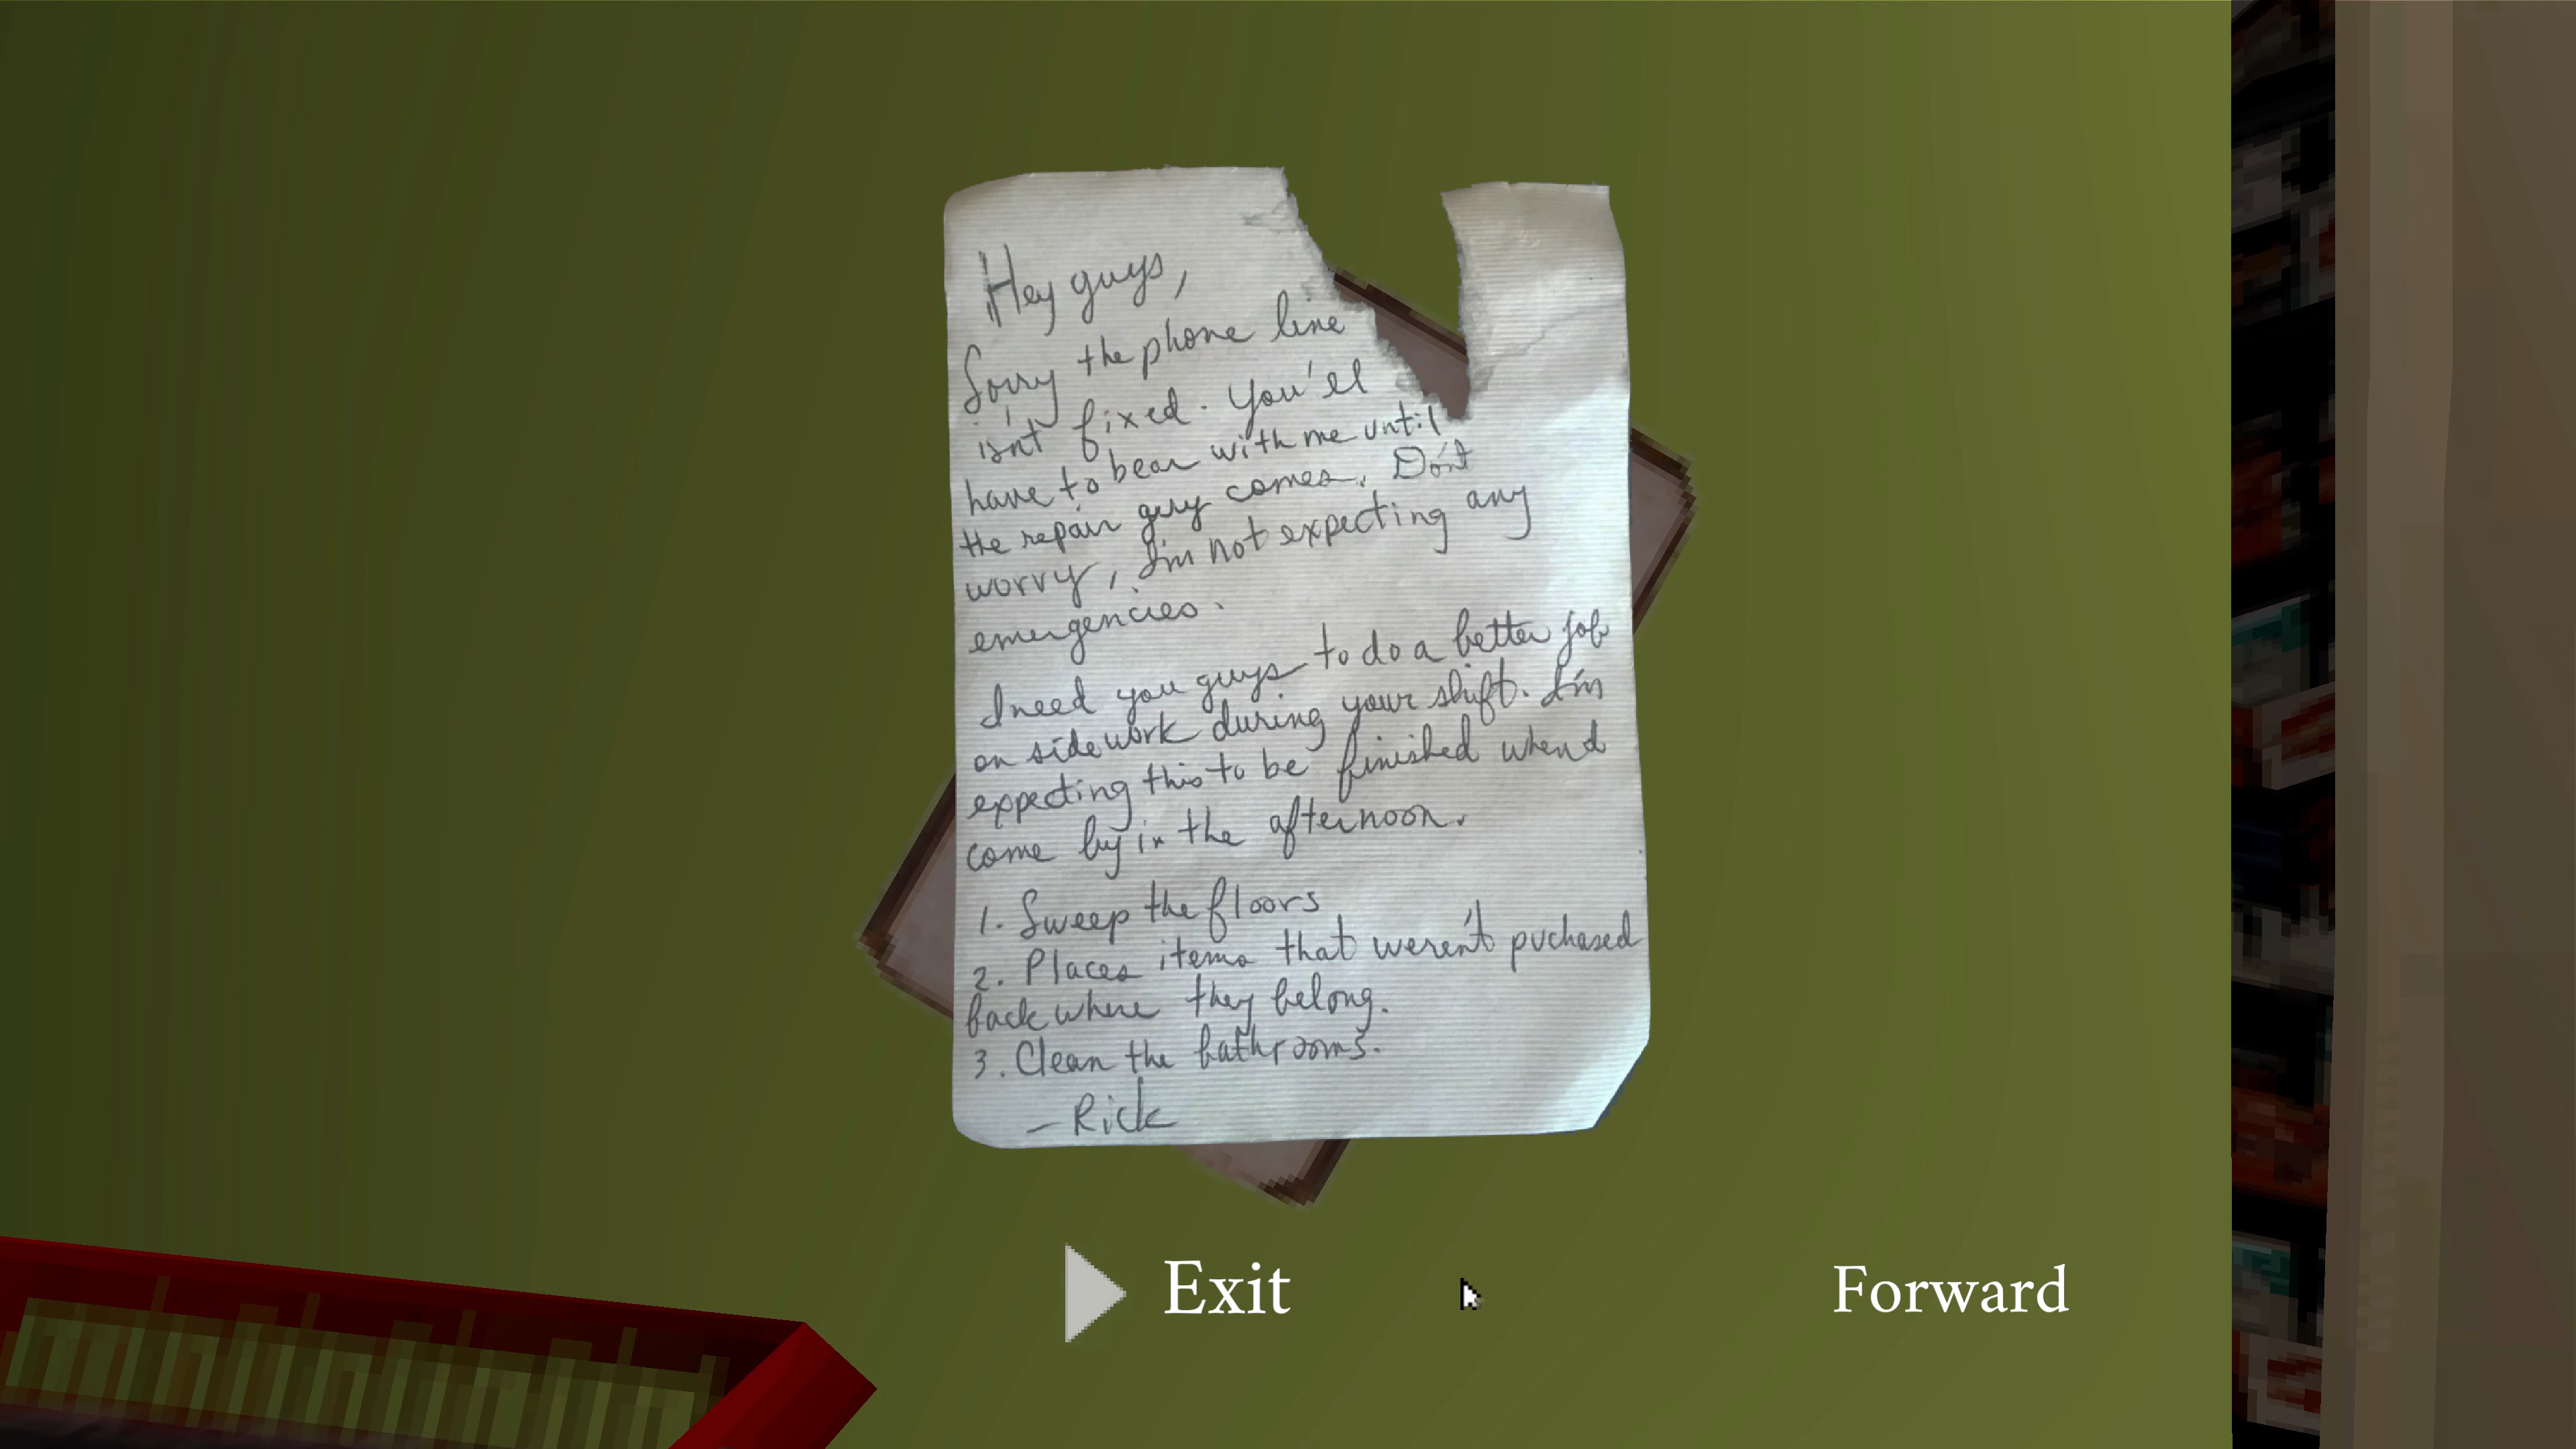 Hey guys,
Sorry the phone line
isn't fixed. You'll
have to bear with me until
the repair guy comes. Don't
worry, I'm not expecting any
emergencies.
I need you guys to do a better job
on side work during your shift. I'm
expecting this to be finished when I
come by in the afternoon.
1. Sweep the floors
2. Places items that weren't puchased
back where they belong.
3. Clean the bathrooms.
- Rick
Exit
Forward